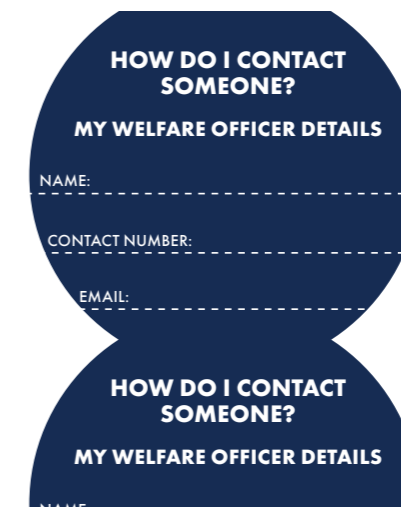 HOW DO I CONTACT
SOMEONE?
MY WELFARE OFFICER DETAILS
NAME:
CONTACT NUMBER:
EMAIL:
HOW DO I CONTACT
SOMEONE?
MY WELFARE OFFICER DETAILS
NAME: